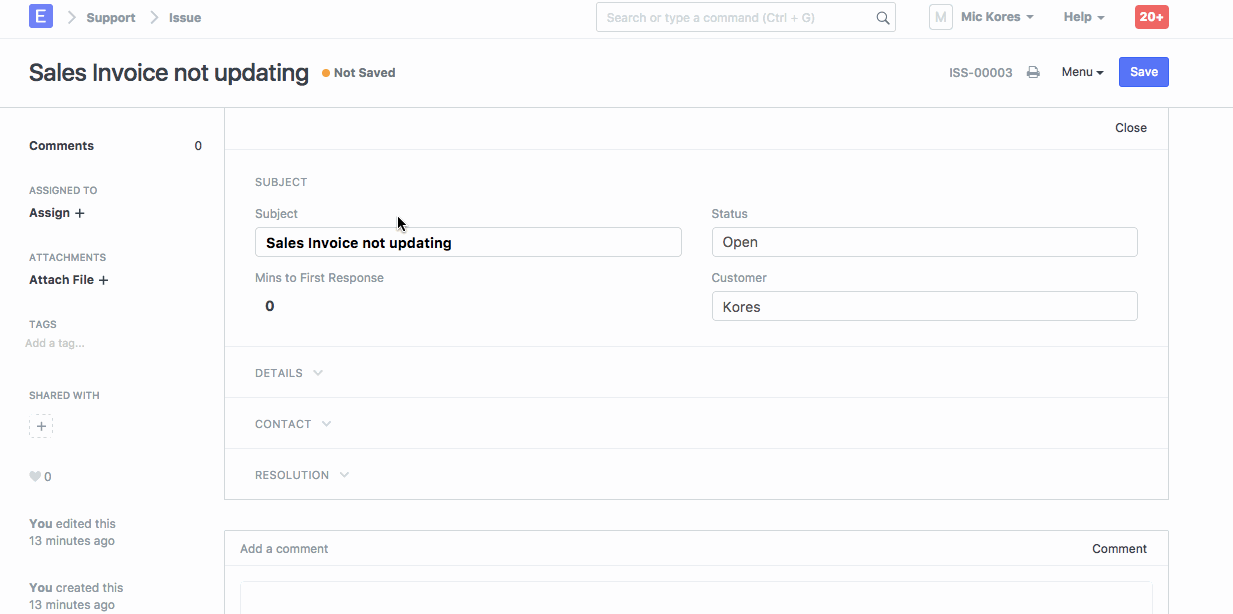 E Support Issue Search or type a command (Ctrl + G) M Mic Kores Help 20+
Sales Invoice not updating Not Saved ISS-00003 Menu Save
Comments 0
ASSIGNED TO
Assign +
ATTACHMENTS
Attach File +
TAGS
Add a tag...
SHARED WITH
+
0
You edited this
13 minutes ago
You created this
13 minutes ago
Close
SUBJECT
Subject
Sales Invoice not updating
Mins to First Response
0
Status
Open
Customer
Kores
DETAILS
CONTACT
RESOLUTION
Add a comment Comment